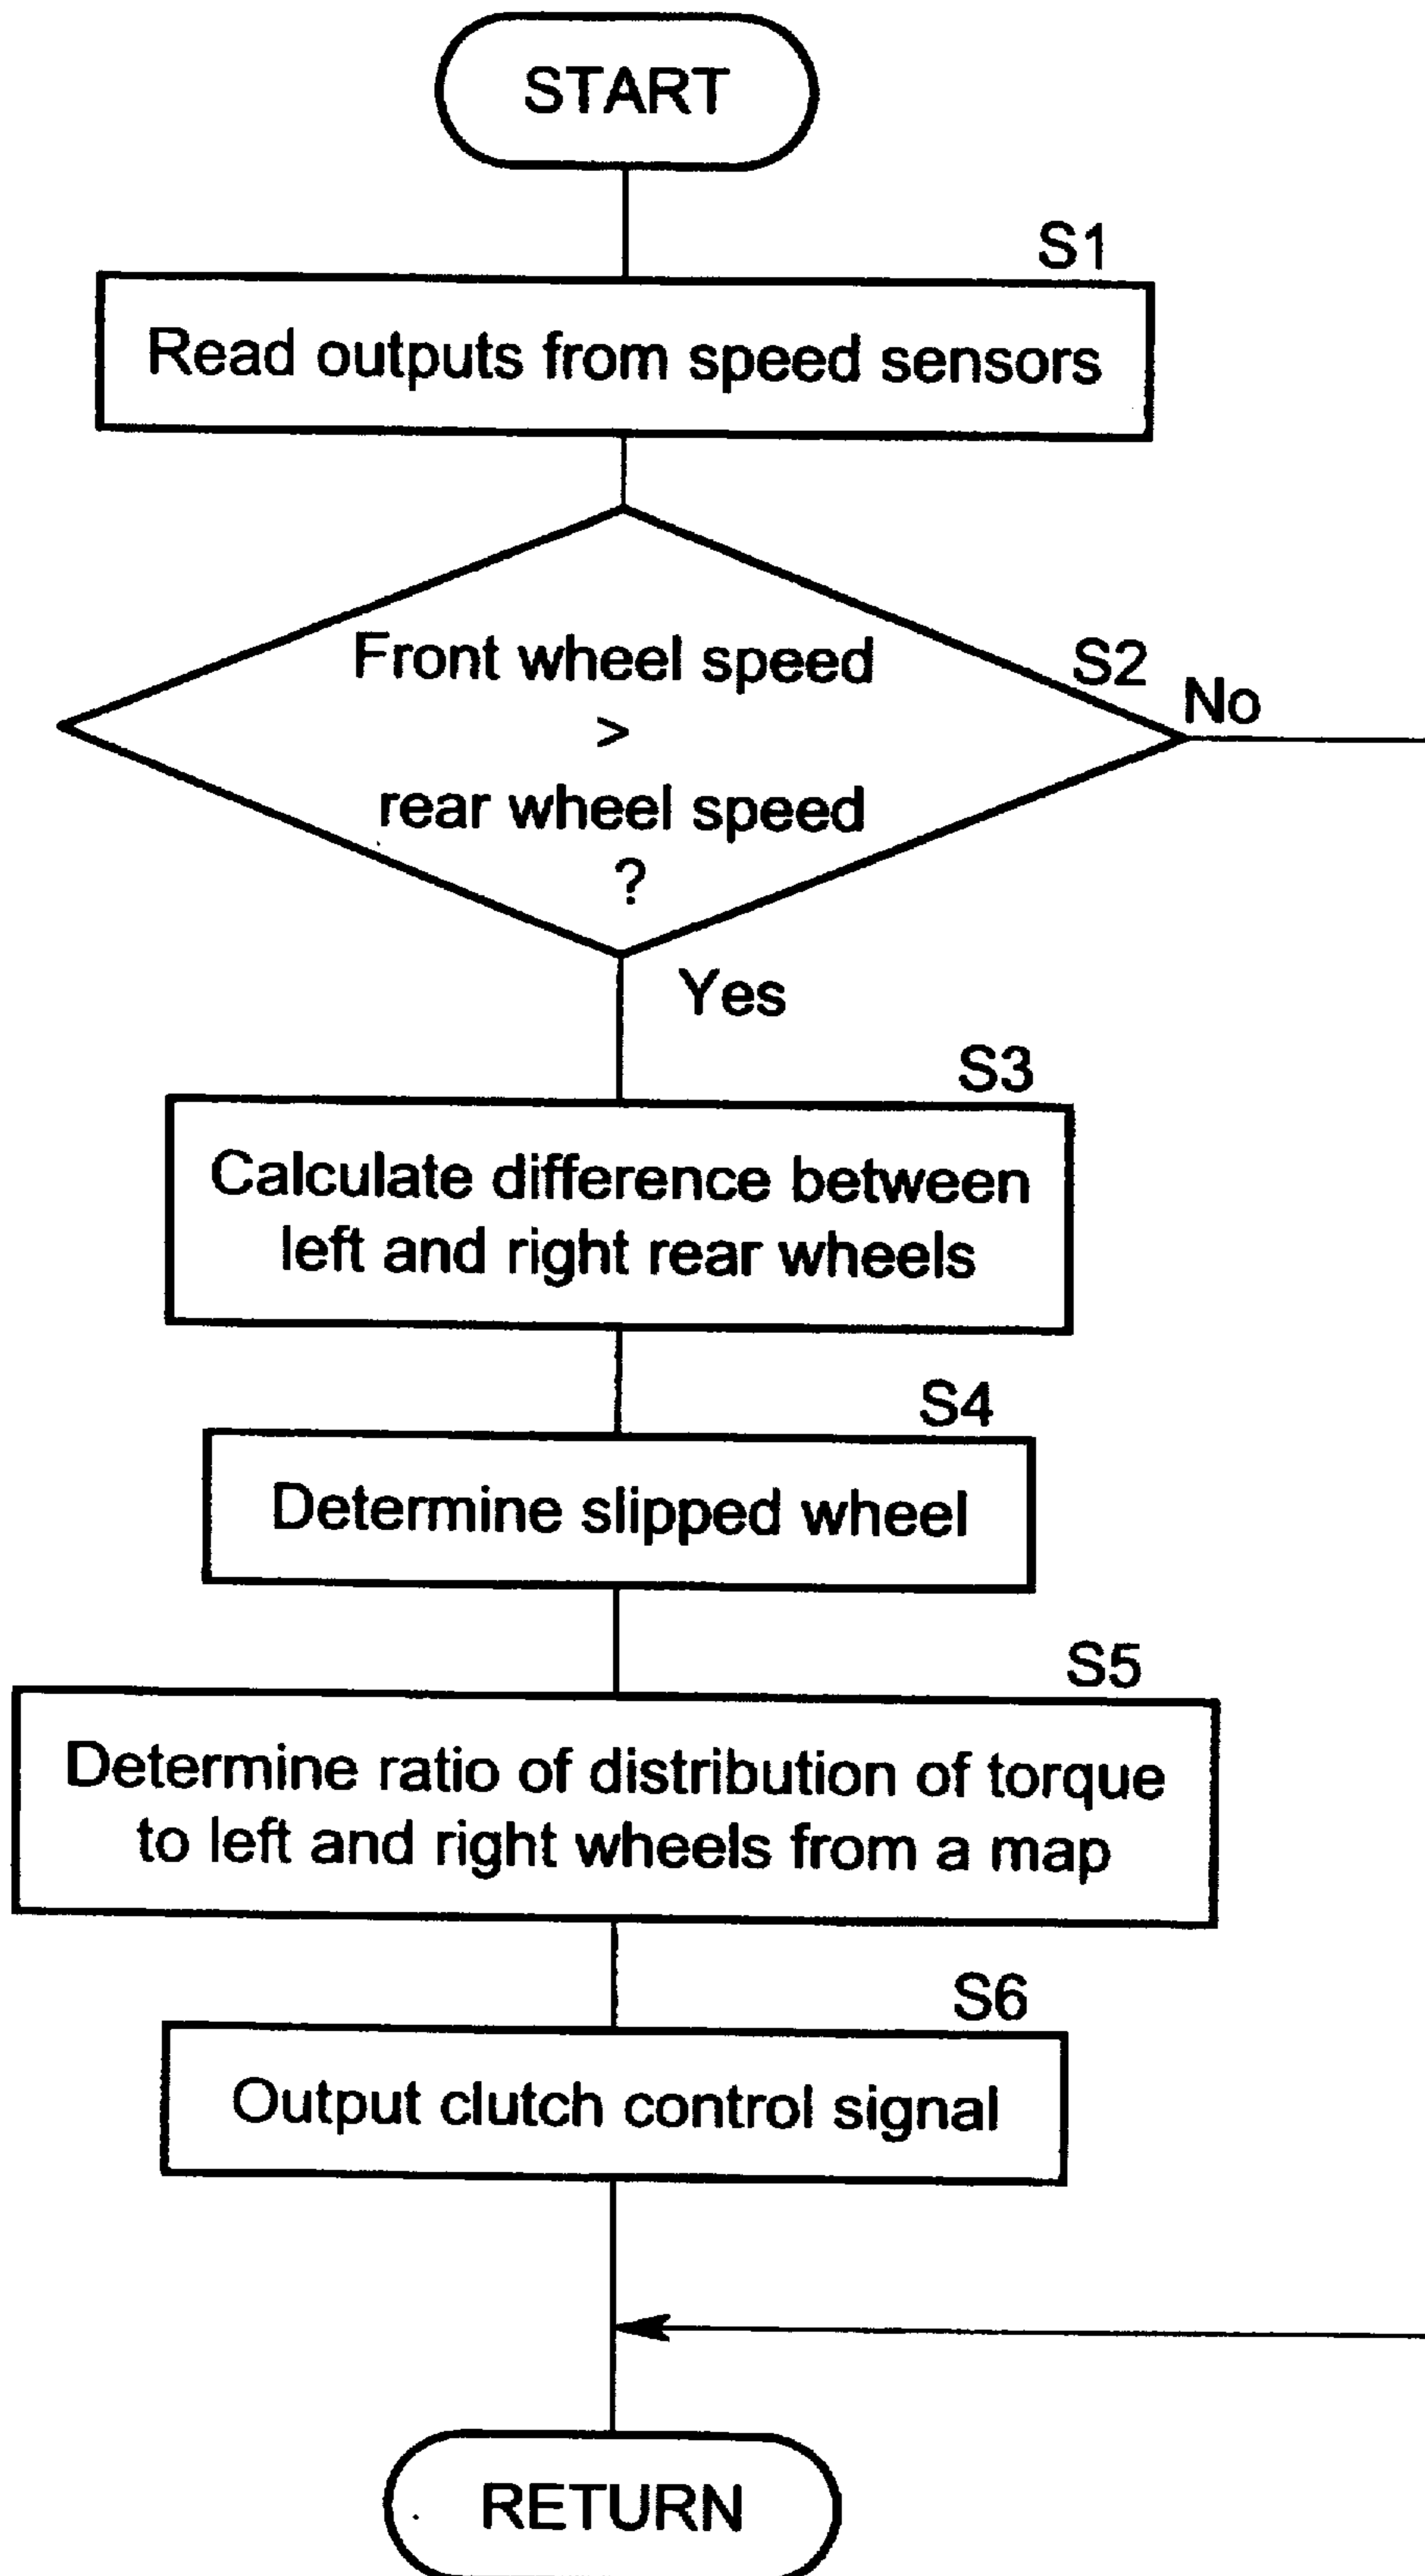 START
S1
Read outputs from speed sensors
Front wheel speed
>
rear wheel speed
?
S2
No
Yes
S3
Calculate difference between
left and right rear wheels
S4
Determine slipped wheel
S5
Determine ratio of distribution of torque
to left and right wheels from a map
S6
Output clutch control signal
RETURN